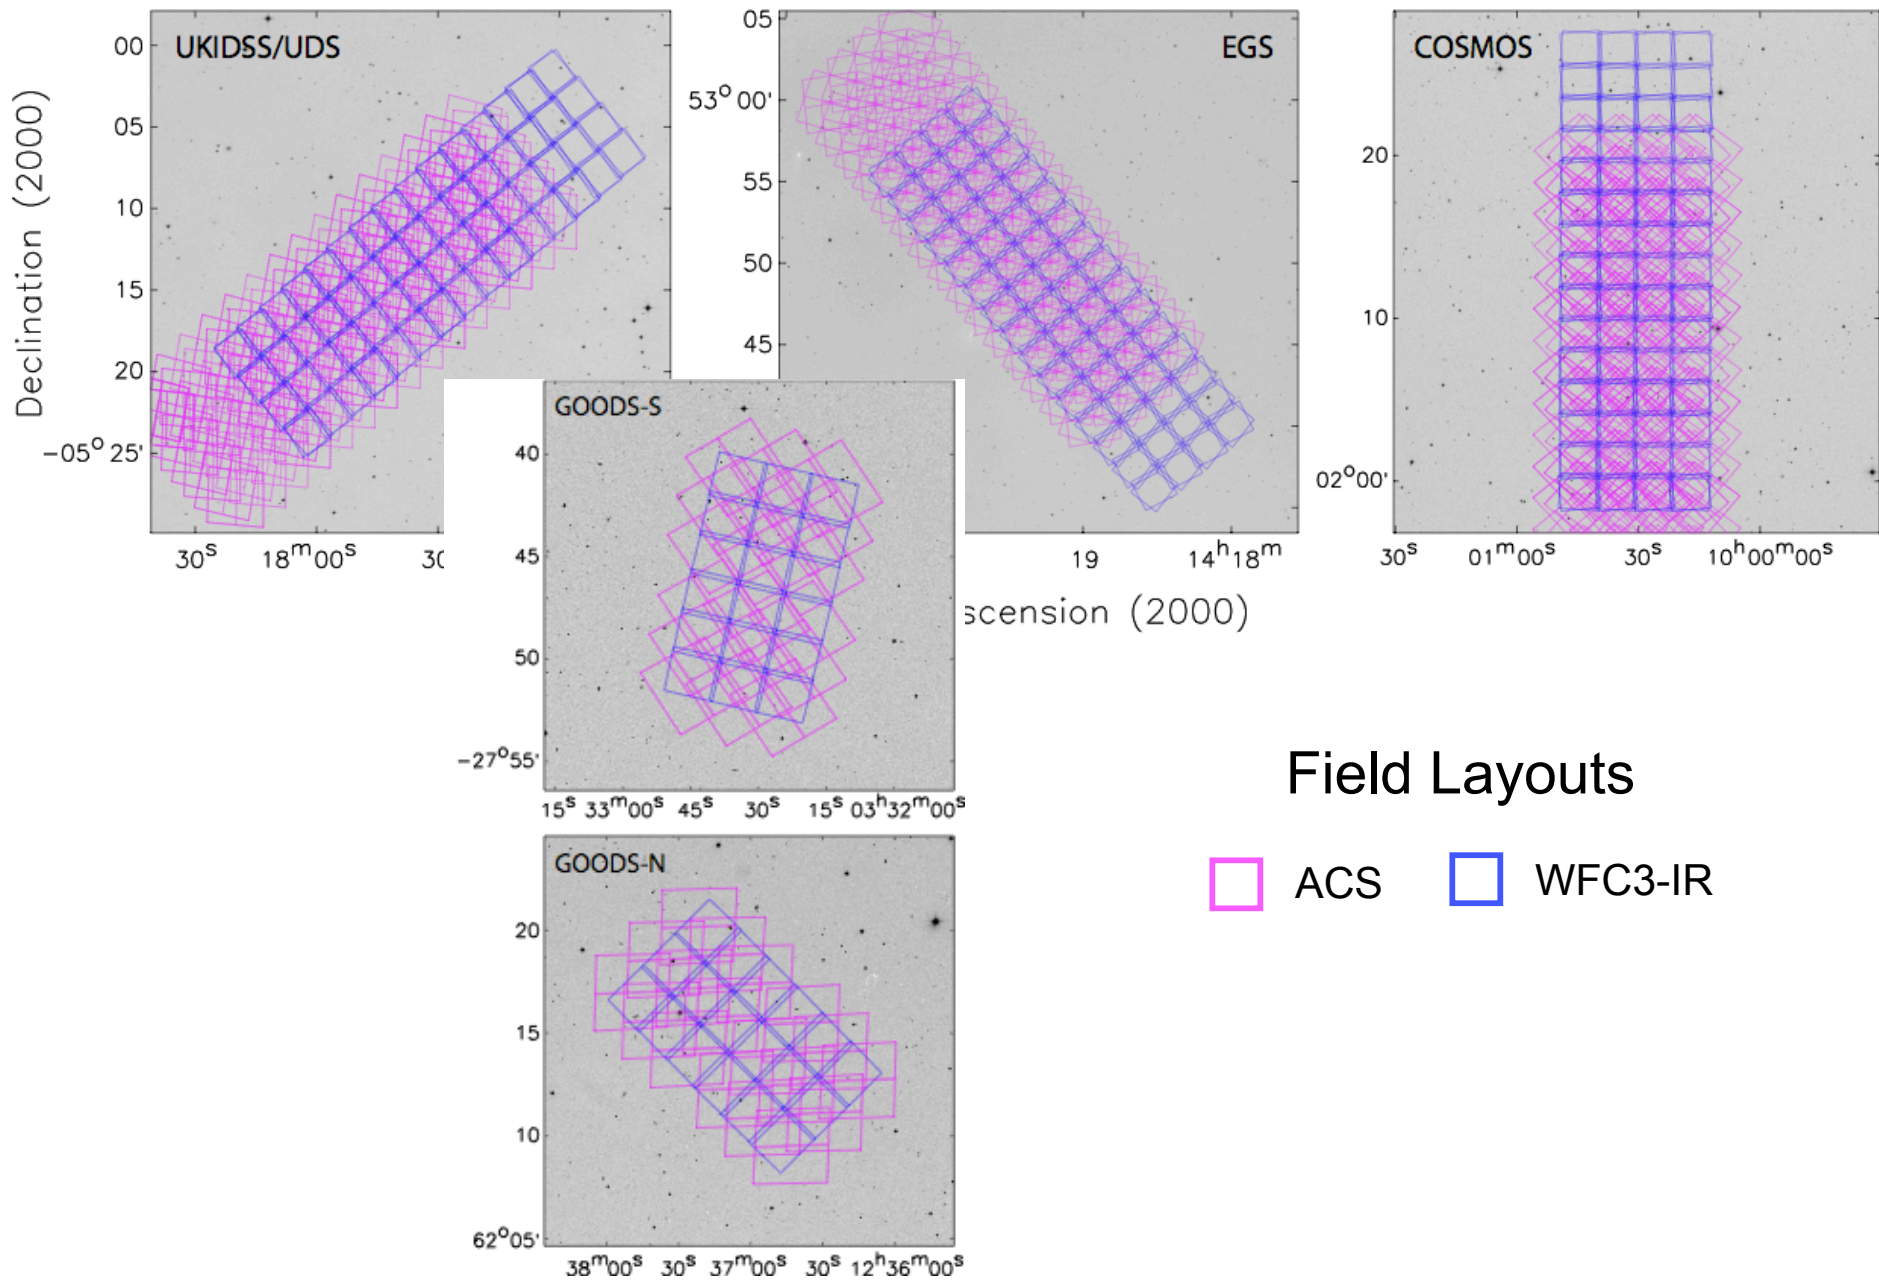 UKIDSS/UDS
00
05
10
15
20
-05° 25'
30s 18m00s 30
Declination (2000)
EGS
05
53° 00'
55
50
45
19 14h18m
scension (2000)
COSMOS
20
10
02° 00'
30s 01m00s 30s 10h00m00s
GOODS-S
40
45
50
-27° 55'
15s 33m00s 45s 30s 15s 03h32m00s
GOODS-N
20
15
10
62° 05'
38m00s 30s 37m00s 30s 12h36m00s
Field Layouts
ACS WFC3-IR